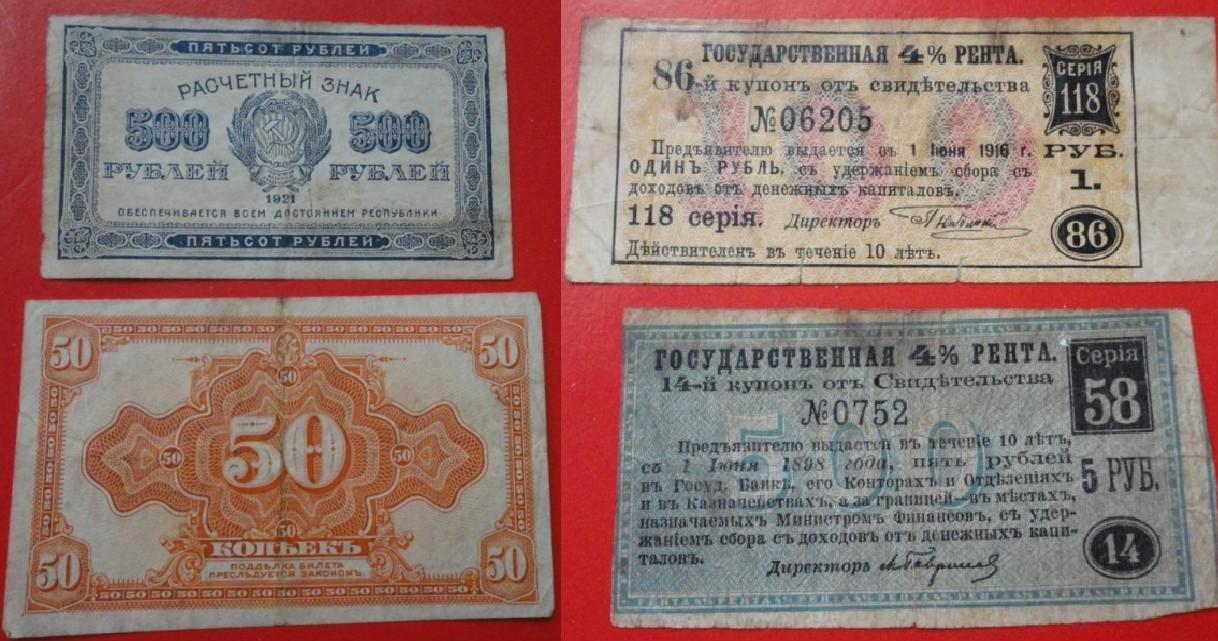 ПЯТЬСОТ РУБЛЕЙ
РАСЧЕТНЫЙ ЗНАК
500 500
РУБЛЕЙ РУБЛЕЙ
1921
ОБЕСПЕЧИВАЕТСЯ ВСЕМ ДОСТОЯНИЕМ РЕСПУБЛИКИ
ПЯТЬСОТ РУБЛЕЙ
50 50
50
50 50 50
50
КОПѢЕКЪ
50 50
ПОДДѢЛКА БИЛЕТА
ПРЕСЛѢДУЕТСЯ ЗАКОНОМЪ.
ГОСУДАРСТВЕННАЯ 4% РЕНТА.
86-й купонъ отъ свидѣтельства
№06205
Предъявителю выдается съ 1 Іюня 1916 г.
ОДИНЪ РУБЛЬ, съ удержаніемъ сбора съ
доходовъ отъ денежныхъ капиталовъ.
118 серія. Директоръ
Дѣйствителенъ въ теченіе 10 лѣтъ.
СЕРІЯ
118
РУБ.
1.
86
100
ГОСУДАРСТВЕННАЯ 4% РЕНТА.
14-й купонъ отъ Свидѣтельства
№0752
Предъявителю выдается въ теченіе 10 лѣтъ,
съ 1 Іюня 1898 года, пять рублей
въ Госуд. Банкѣ, его Конторахъ и Отдѣленіяхъ
и въ Казначействахъ, а за границей въ мѣстахъ,
назначаемыхъ Министромъ Финансовъ, съ удер-
жаніемъ сбора съ доходовъ отъ денежныхъ капи-
таловъ.
Директоръ
Серія
58
5 РУБ.
14
500